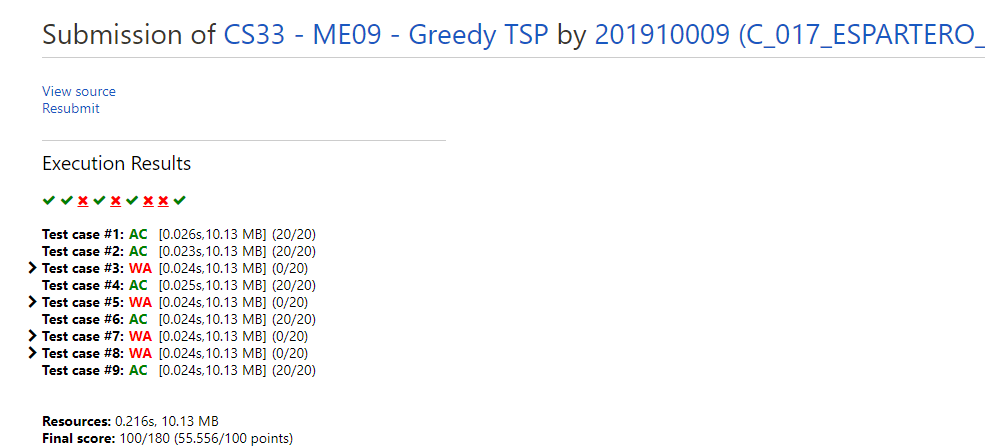 Submission of CS33 - ME09 - Greedy TSP by 201910009 (C_017_ESPARTERO_
View source
Resubmit
Execution Results
Test case #1: AC [0.026s,10.13 MB] (20/20)
Test case #2: AC [0.023s,10.13 MB] (20/20)
Test case #3: WA [0.024s,10.13 MB] (0/20)
Test case #4: AC [0.025s,10.13 MB] (20/20)
Test case #5: WA [0.024s,10.13 MB] (0/20)
Test case #6: AC [0.024s,10.13 MB] (20/20)
Test case #7: WA [0.024s,10.13 MB] (0/20)
Test case #8: WA [0.024s,10.13 MB] (0/20)
Test case #9: AC [0.024s,10.13 MB] (20/20)
Resources: 0.216s, 10.13 MB
Final score: 100/180 (55.556/100 points)